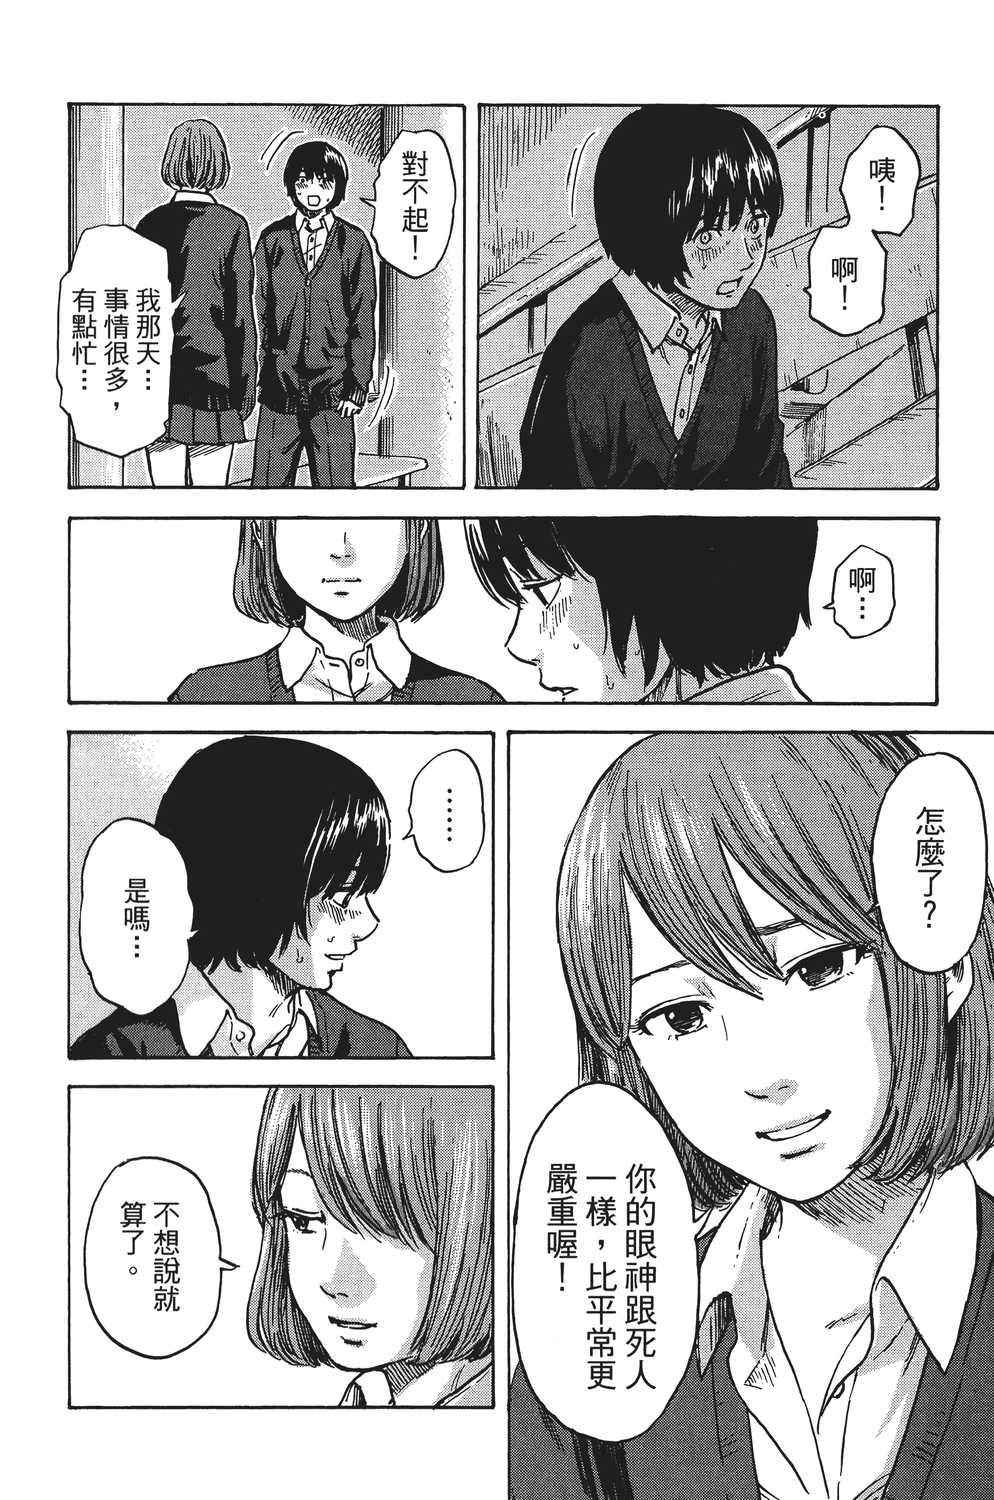 咦！
啊！
對不起！
我那天…
事情很多，
有點忙…
啊…
怎麼了？
你的眼神跟死人
一樣，比平常更
嚴重喔！
……
是嗎…
不想說就
算了。